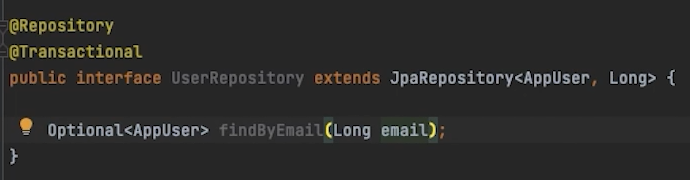 @Repository
@Transactional
public interface UserRepository extends JpaRepository<AppUser, Long> {
Optional<AppUser> findByEmail(Long email);
}